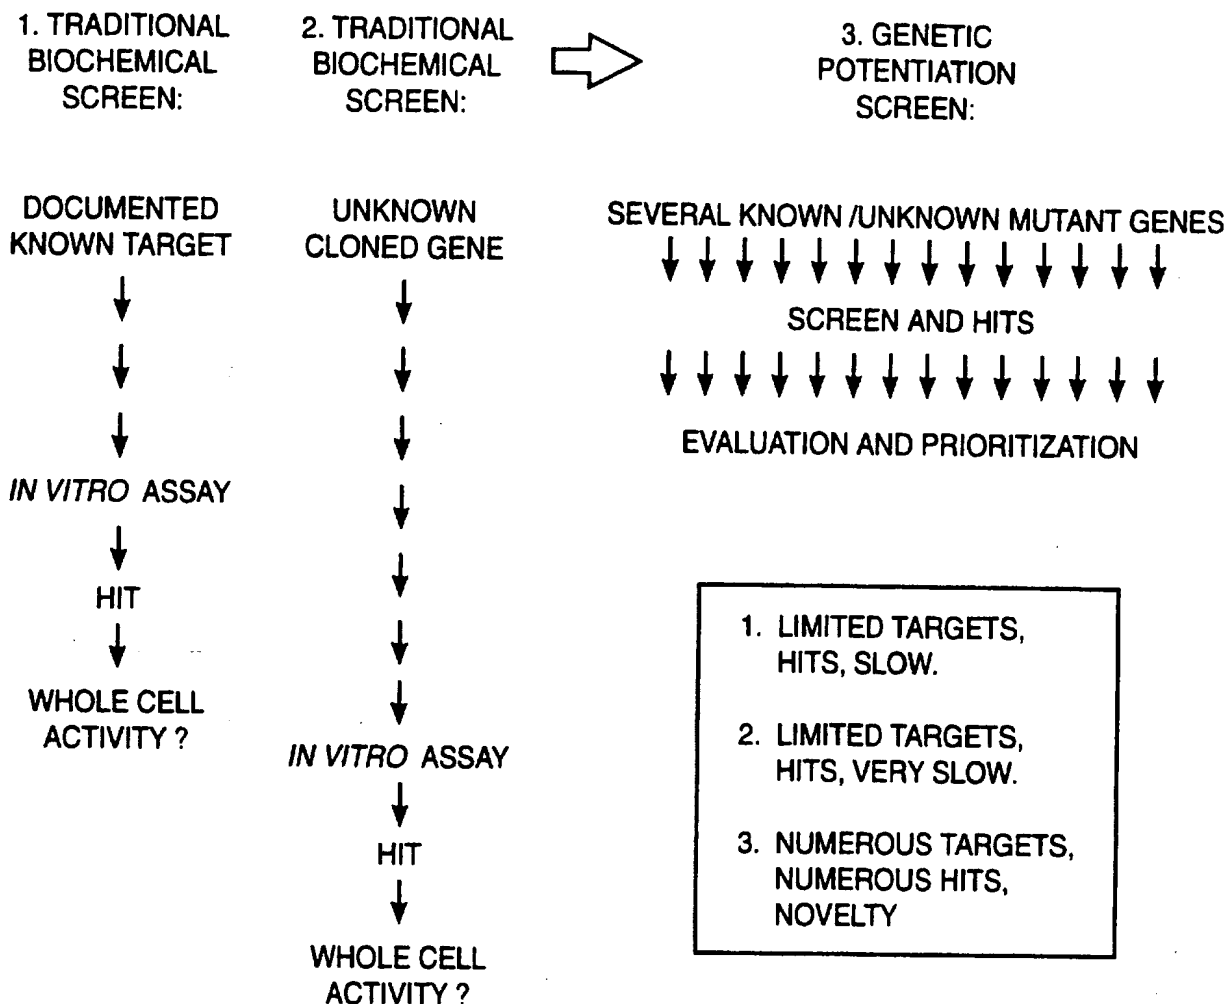 1. TRADITIONAL
BIOCHEMICAL
SCREEN:
DOCUMENTED
KNOWN TARGET
IN VITRO ASSAY
HIT
WHOLE CELL
ACTIVITY ?
2. TRADITIONAL
BIOCHEMICAL
SCREEN:
UNKNOWN
CLONED GENE
IN VITRO ASSAY
HIT
WHOLE CELL
ACTIVITY ?
3. GENETIC
POTENTIATION
SCREEN:
SEVERAL KNOWN /UNKNOWN MUTANT GENES
SCREEN AND HITS
EVALUATION AND PRIORITIZATION
1. LIMITED TARGETS,
HITS, SLOW.
2. LIMITED TARGETS,
HITS, VERY SLOW.
3. NUMEROUS TARGETS,
NUMEROUS HITS,
NOVELTY